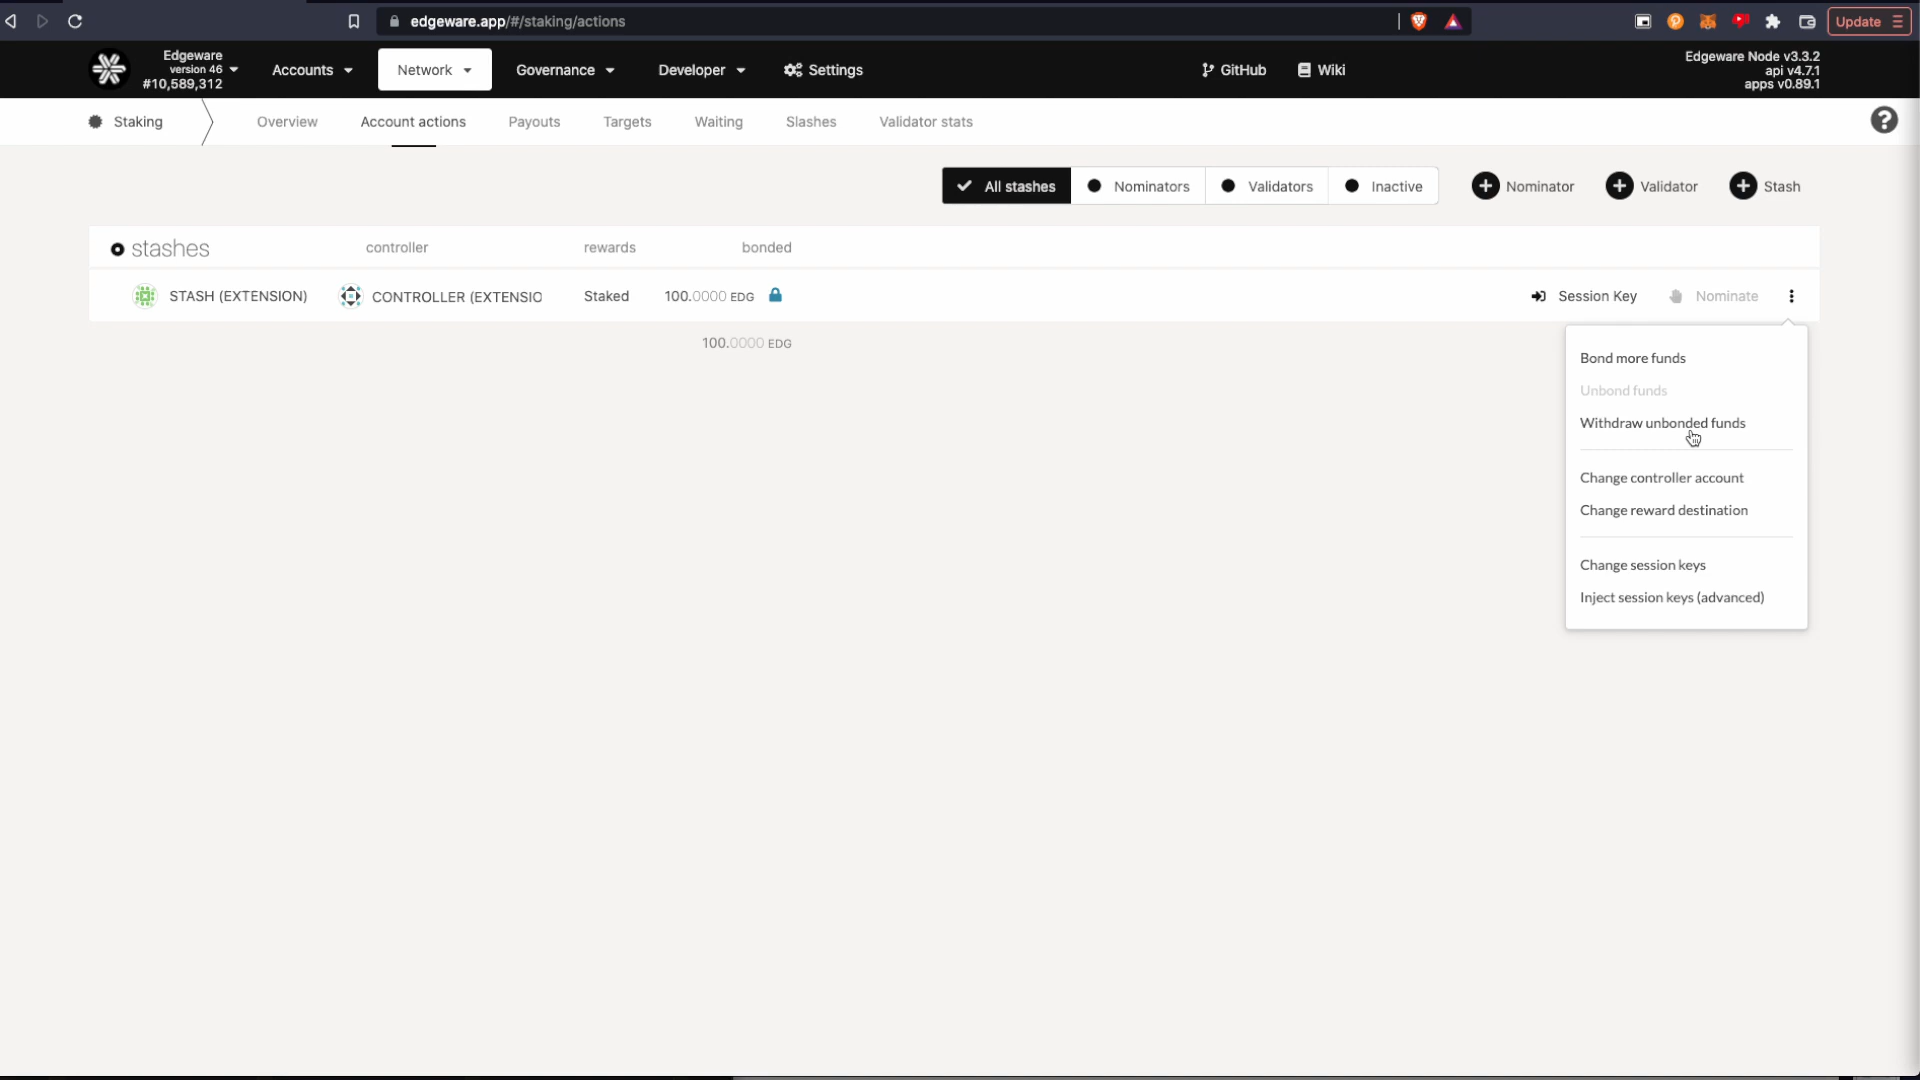 edgeware.app/#/staking/actions
Update
Edgeware
version 46
#10,589,312
Accounts
Network
Governance
Developer
Settings
GitHub
Wiki
Edgeware Node v3.3.2
api v4.7.1
apps v0.89.1
Staking
Overview
Account actions
Payouts
Targets
Waiting
Slashes
Validator stats
?
All stashes
Nominators
Validators
Inactive
Nominator
Validator
Stash
stashes
controller
rewards
bonded
STASH (EXTENSION)
CONTROLLER (EXTENSIO
Staked
100.0000 EDG
Session Key
Nominate
100.0000 EDG
Bond more funds
Unbond funds
Withdraw unbonded funds
Change controller account
Change reward destination
Change session keys
Inject session keys (advanced)